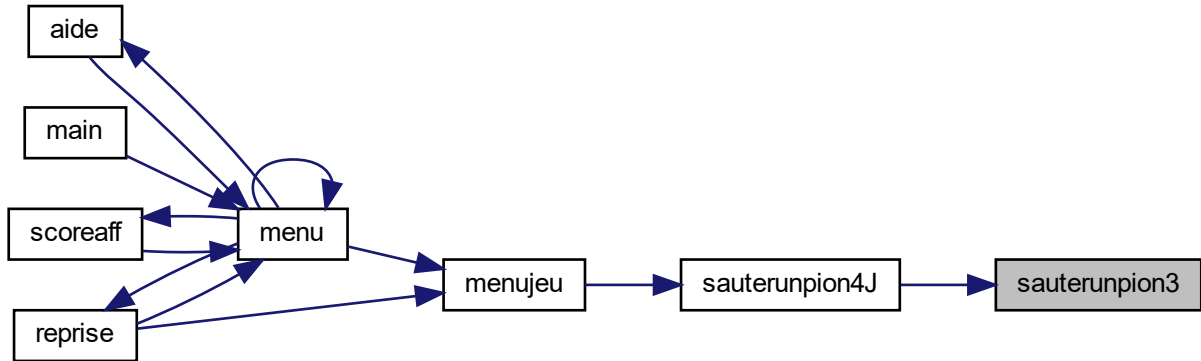 aide
main
scoreaff
menu
reprise
menujeu
sauterunpion4J
sauterunpion3